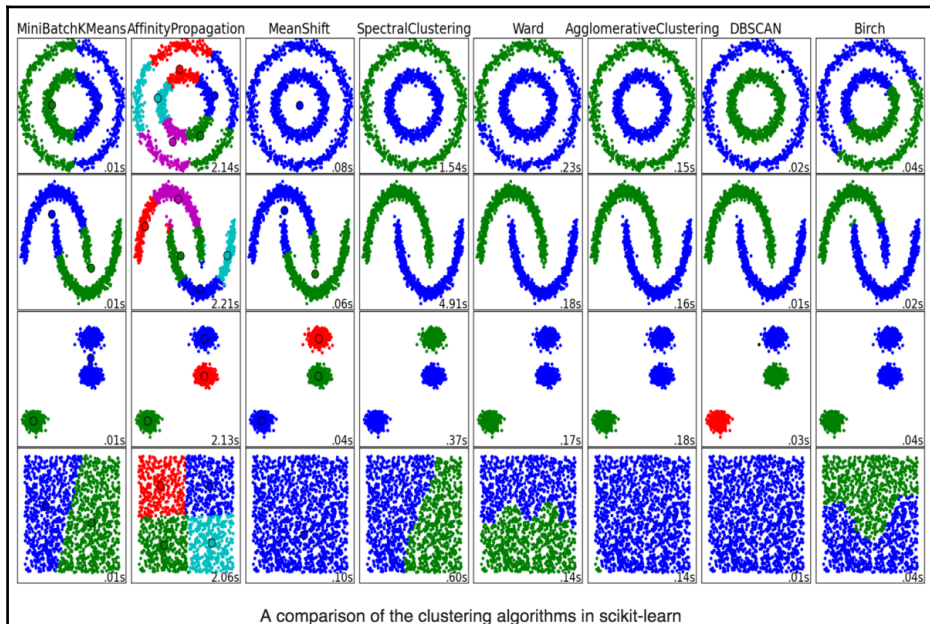 MiniBatchKMeans AffinityPropagation MeanShift SpectralClustering Ward AgglomerativeClustering DBSCAN Birch
.01s 2.14s .08s 1.54s .23s .15s .02s .04s
.01s 2.21s .06s 4.91s .18s .16s .01s .02s
.01s 2.13s .04s .37s .17s .18s .03s .04s
.01s 2.06s .10s .60s .14s .14s .01s .04s
A comparison of the clustering algorithms in scikit-learn